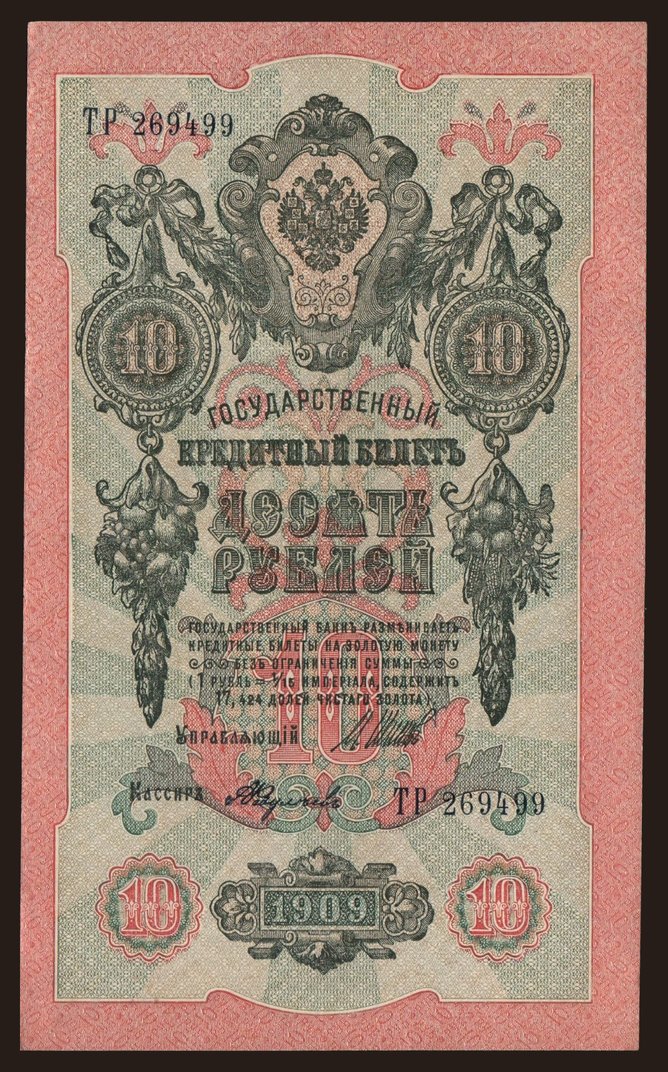 ТР 269499
10 10
ГОСУДАРСТВЕННЫЙ
КРЕДИТНЫЙ БИЛЕТЪ
ДЕСЯТЬ
РУБЛЕЙ
ГОСУДАРСТВЕННЫЙ БАНКЪ РАЗМѢНИВАЕТЪ
КРЕДИТНЫЕ БИЛЕТЫ НА ЗОЛОТУЮ МОНЕТУ
БЕЗЪ ОГРАНИЧЕНІЯ СУММЫ
(1 РУБЛЬ = 1/15 ИМПЕРІАЛА, СОДЕРЖИТЪ
17,424 ДОЛЕЙ ЧИСТАГО ЗОЛОТА).
10
УПРАВЛЯЮЩІЙ
КАССИРЪ
ТР 269499
10 1909 10